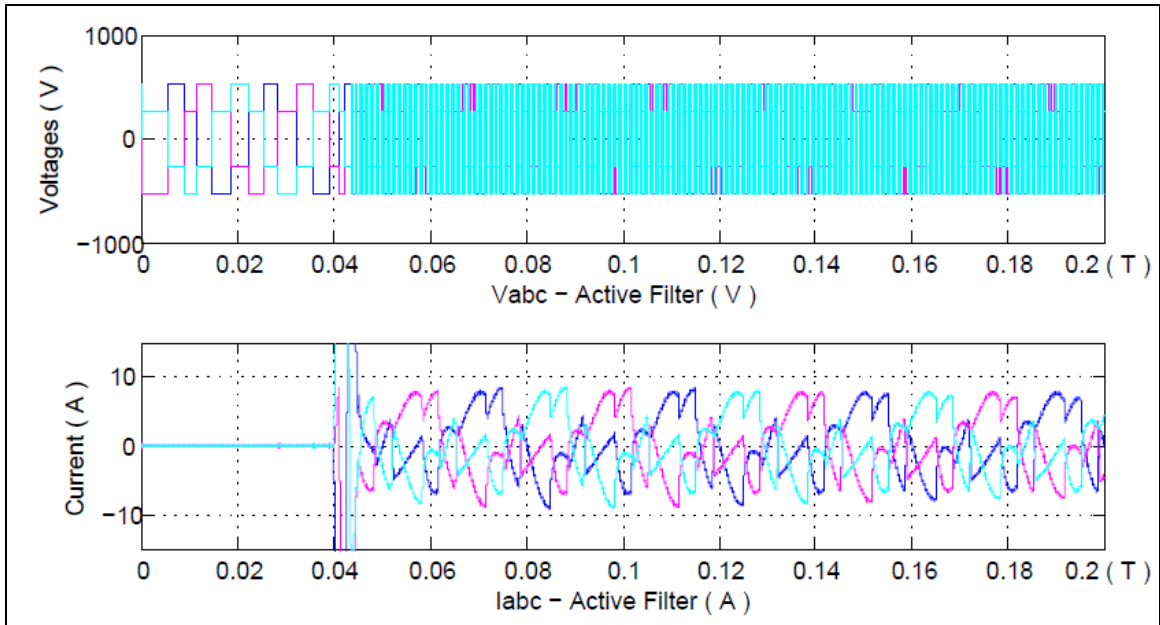 1000
0
−1000
Voltages ( V )
0 0.02 0.04 0.06 0.08 0.1 0.12 0.14 0.16 0.18 0.2 ( T )
Vabc − Active Filter ( V )
10
0
−10
Current ( A )
0 0.02 0.04 0.06 0.08 0.1 0.12 0.14 0.16 0.18 0.2 ( T )
Iabc − Active Filter ( A )